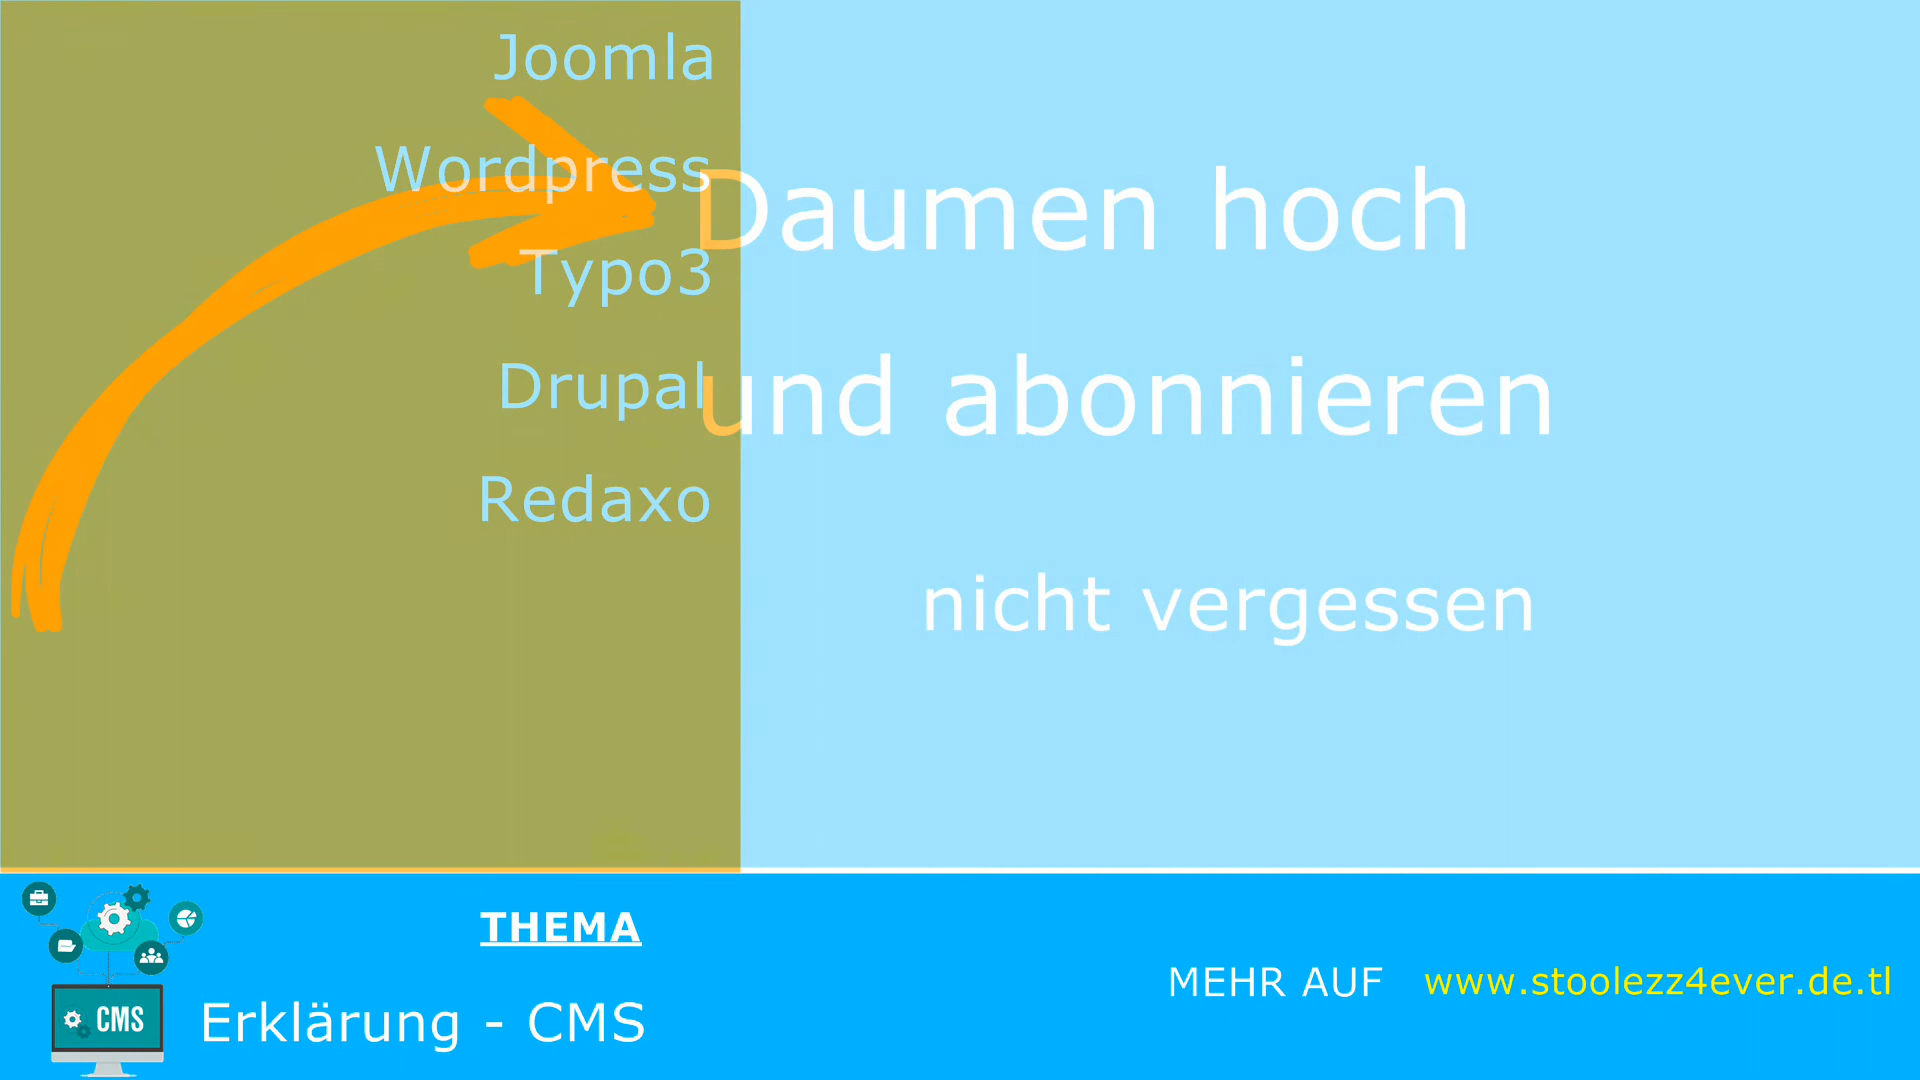 Joomla
Wordpress
Typo3
Drupal
Redaxo
Daumen hoch
und abonnieren
nicht vergessen
THEMA
Erklärung - CMS
CMS
MEHR AUF www.stoolezz4ever.de.tl